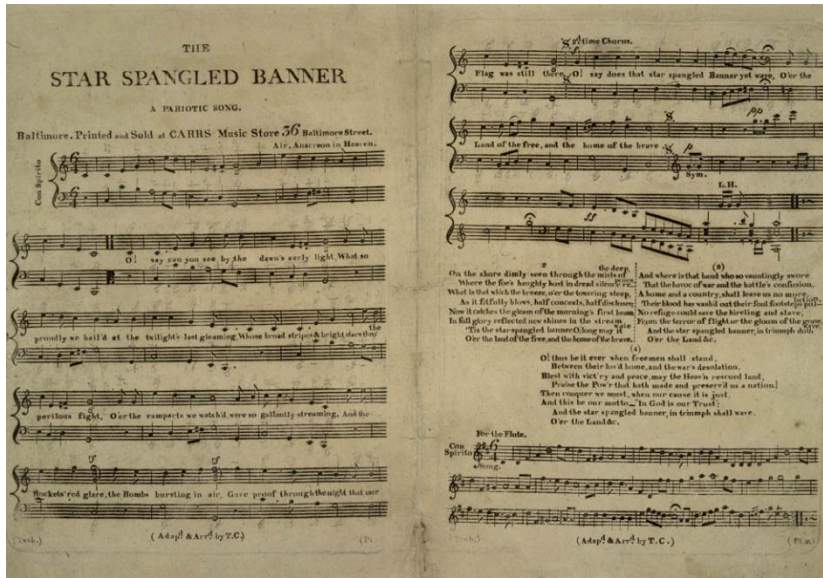 THE
STAR SPANGLED BANNER
A PARIOTIC SONG.
Baltimore. Printed and Sold at CARRS Music Store 36 Baltimore Street.
Air, Anacreon in Heaven.
Con Spirito
O! say can you see by the dawn's early light, What so
proudly we hail'd at the twilight's last gleaming, Whose broad stripes & bright stars thro' the
perilous fight, O'er the ramparts we watch'd, were so gallantly streaming, And the
Rockets' red glare, the Bombs bursting in air, Gave proof through the night that our
(Adapd. & Arrd. by T.C.)
2d. time Chorus.
Flag was still there, O! say does that star spangled Banner yet wave, O'er the
pp
Land of the free, and the home of the brave
p
Sym.
L.H.
2
On the shore dimly seen through the mists of the deep,
Where the foe's haughty host in dread silence
What is that which the breeze, o'er the towering steep,
As it fitfully blows, half conceals, half discloses;
Now it catches the gleam of the morning's first beam,
In full glory reflected new shines in the stream,
'Tis the star spangled banner, O! long may it wave
O'er the land of the free, and the home of the brave.
(3)
And where is that band who so vauntingly swore
That the havoc of war and the battle's confusion,
A home and a country, shall leave us no more,
Their blood has wash'd out their foul footsteps
No refuge could save the hireling and slave,
From the terror of flight or the gloom of the grave,
And the star spangled banner, in triumph doth wave,
O'er the Land &c.
(4)
O! thus be it ever when freemen shall stand,
Between their lov'd home, and the war's desolation,
Blest with vict'ry and peace, may the Heav'n rescued land,
Praise the Pow'r that hath made and preserv'd us a nation!
Then conquer we must, when our cause it is just,
And this be our motto_ "In God is our Trust;"
And the star spangled banner, in triumph shall wave,
O'er the Land &c.
For the Flute.
Con Spirito
Song.
(Adapd. & Arrd. by T.C.)